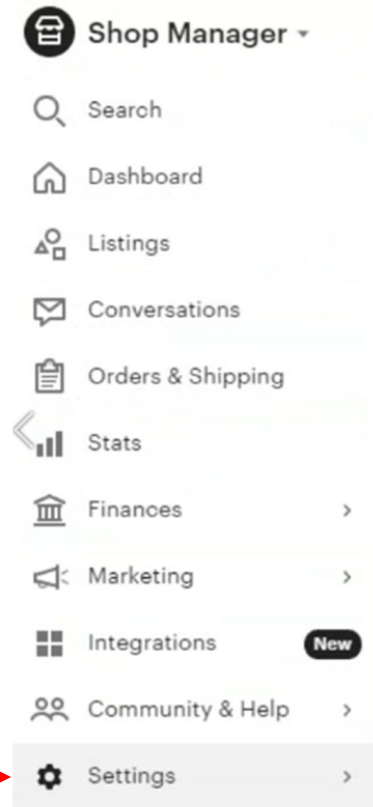 Shop Manager
Search
Dashboard
Listings
Conversations
Orders & Shipping
Stats
Finances
Marketing
Integrations New
Community & Help
Settings